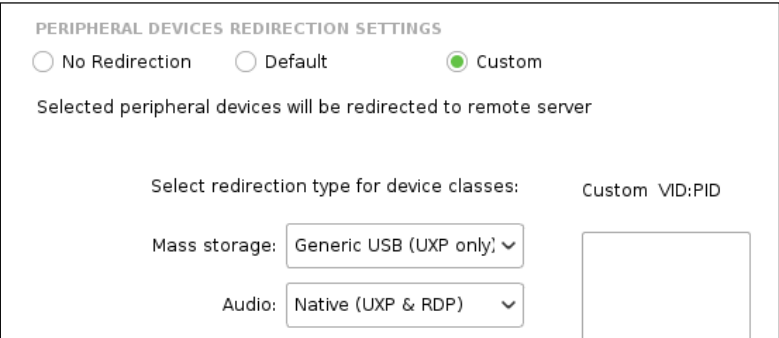 PERIPHERAL DEVICES REDIRECTION SETTINGS
No Redirection Default Custom
Selected peripheral devices will be redirected to remote server
Select redirection type for device classes: Custom VID:PID
Mass storage: Generic USB (UXP only)
Audio: Native (UXP & RDP)